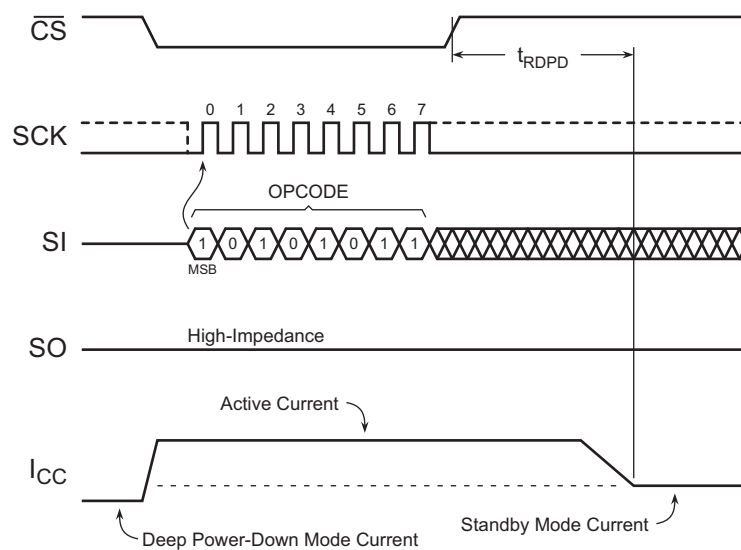 CS
tRDPD
0 1 2 3 4 5 6 7
SCK
OPCODE
SI
1 0 1 0 1 0 1 1
MSB
High-Impedance
SO
Active Current
ICC
Standby Mode Current
Deep Power-Down Mode Current